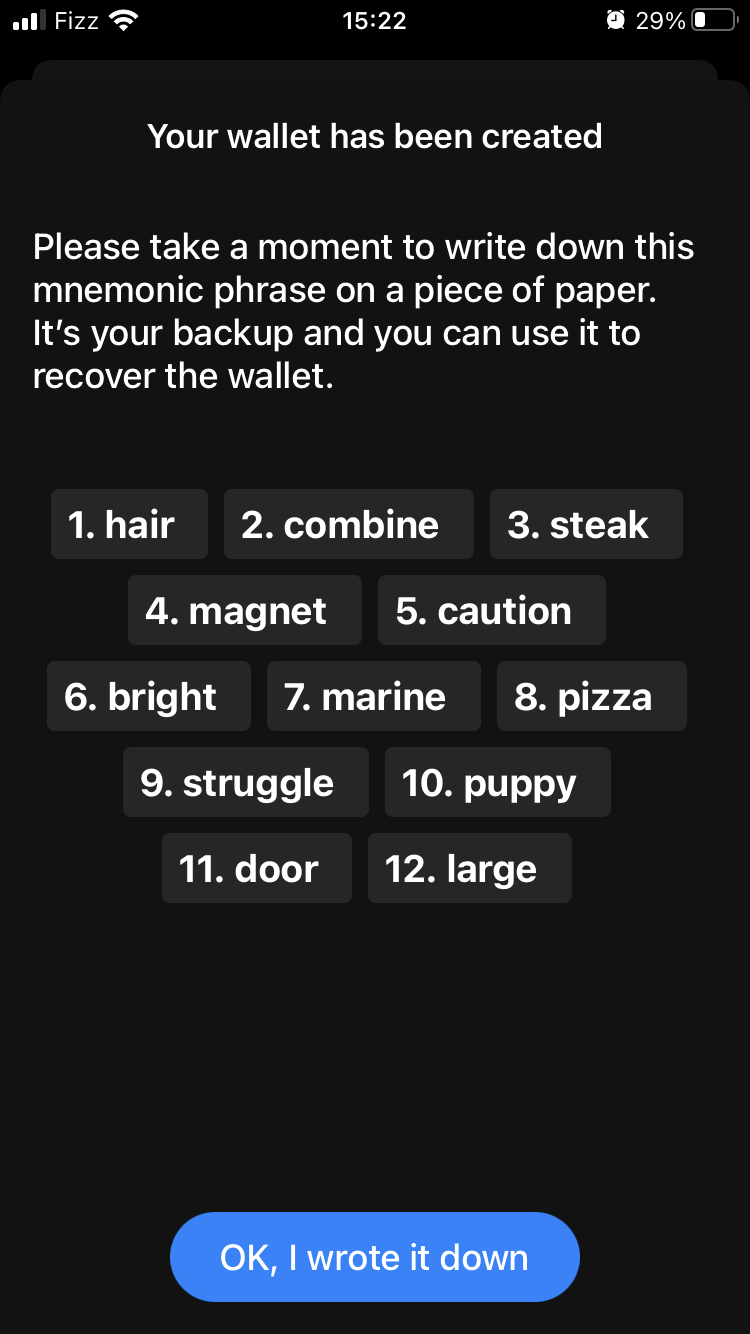 Fizz 15:22 29%
Your wallet has been created
Please take a moment to write down this
mnemonic phrase on a piece of paper.
It’s your backup and you can use it to
recover the wallet.
1. hair 2. combine 3. steak
4. magnet 5. caution
6. bright 7. marine 8. pizza
9. struggle 10. puppy
11. door 12. large
OK, I wrote it down